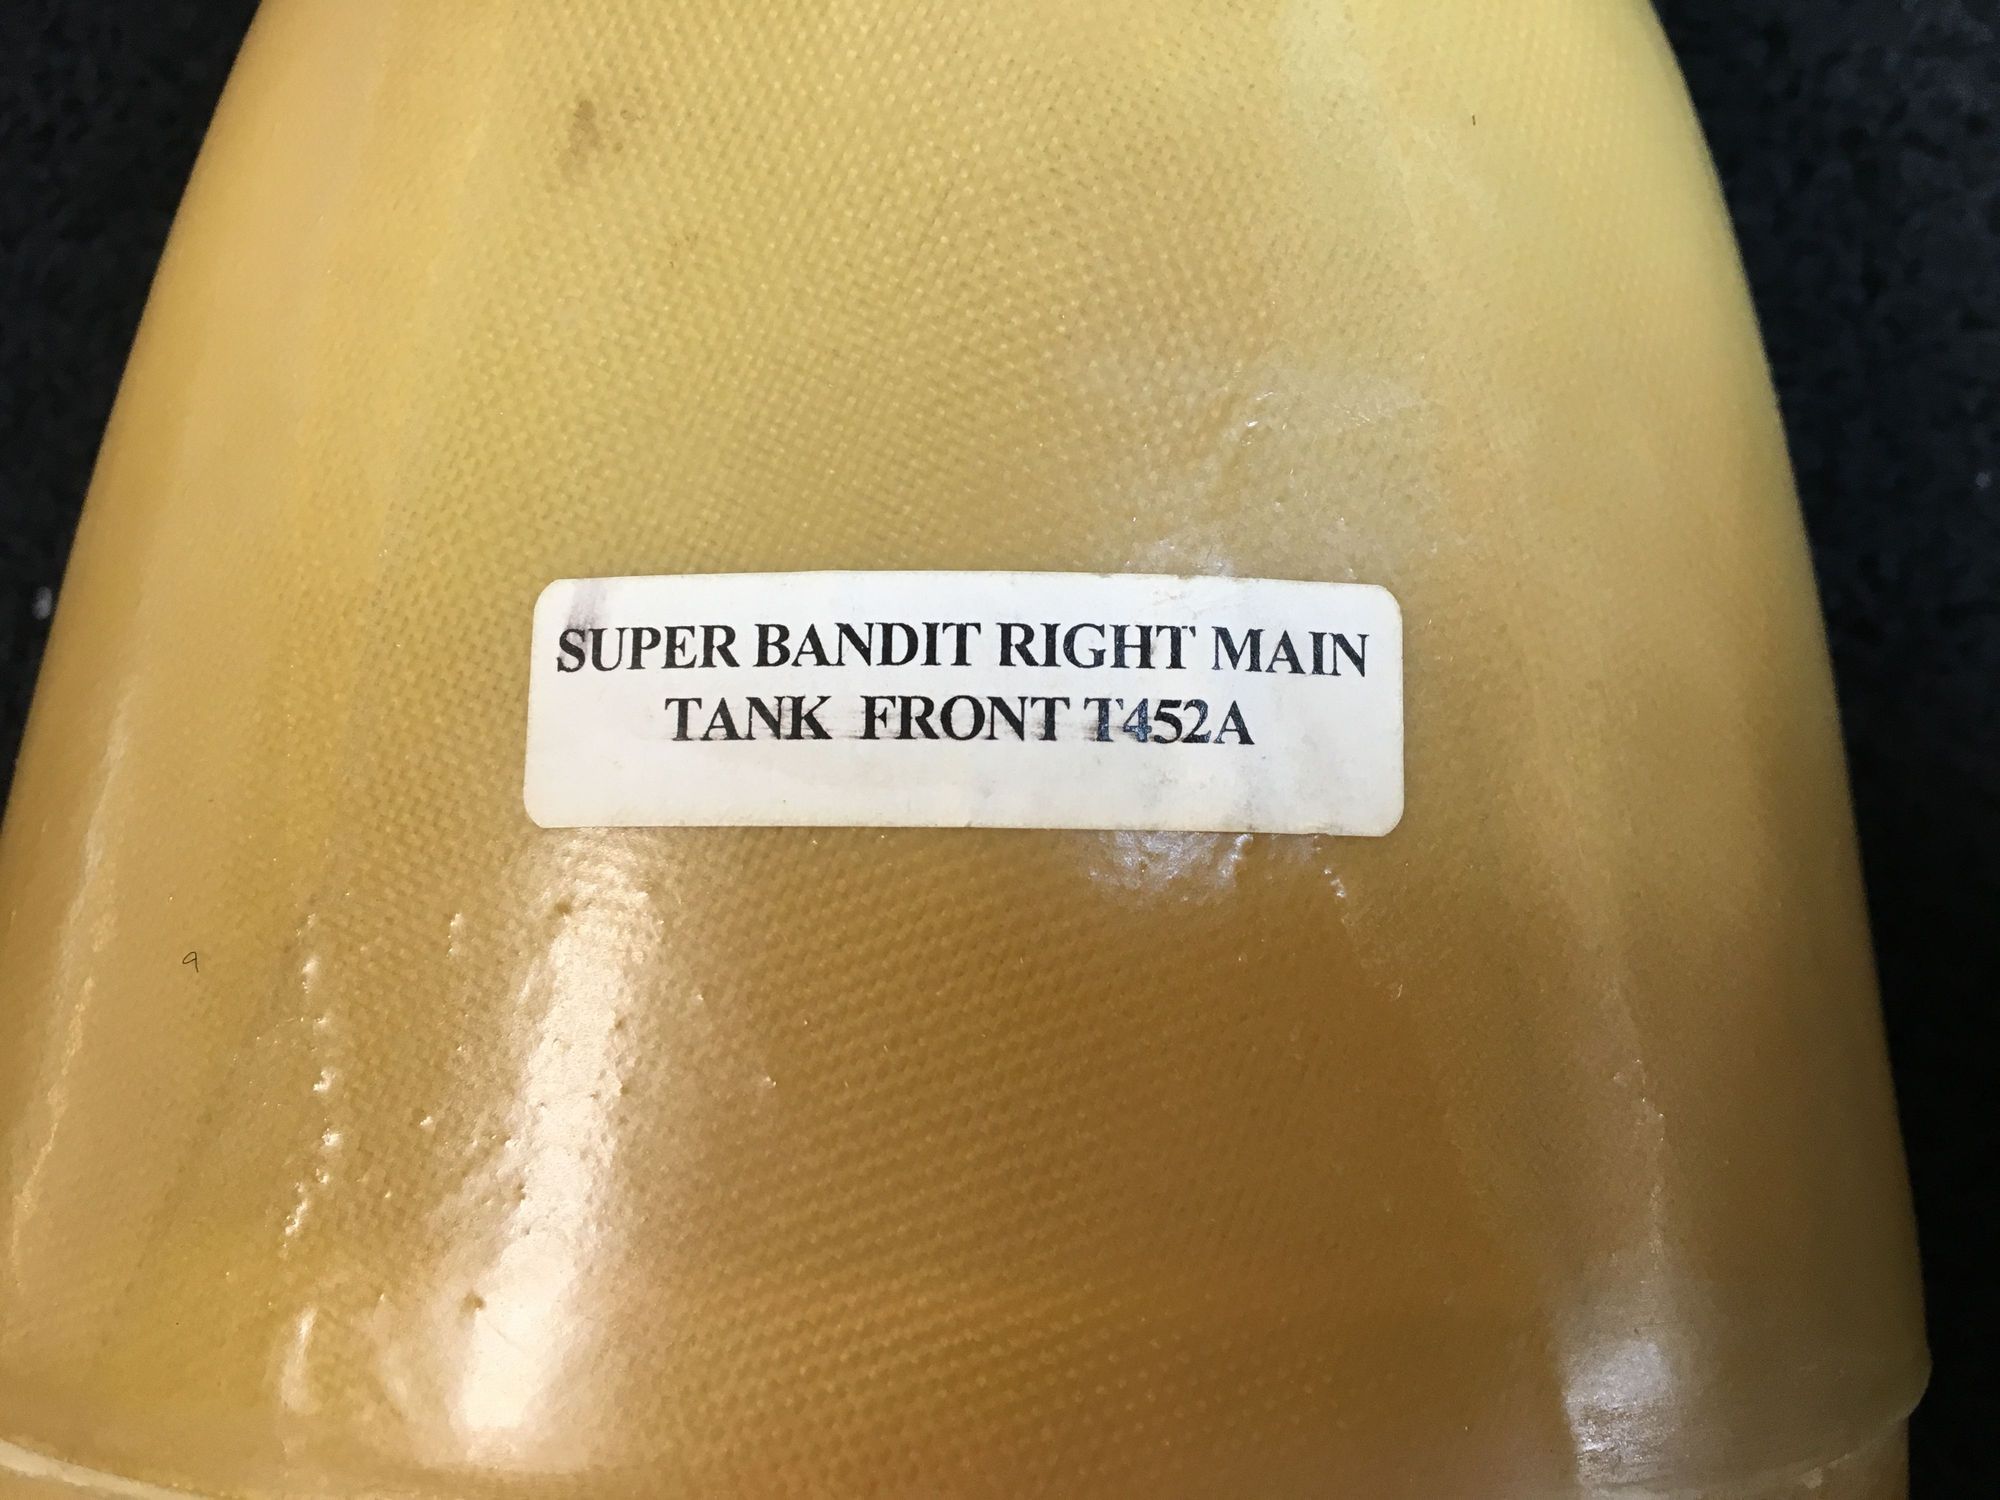 SUPER BANDIT RIGHT MAIN
TANK FRONT T452A